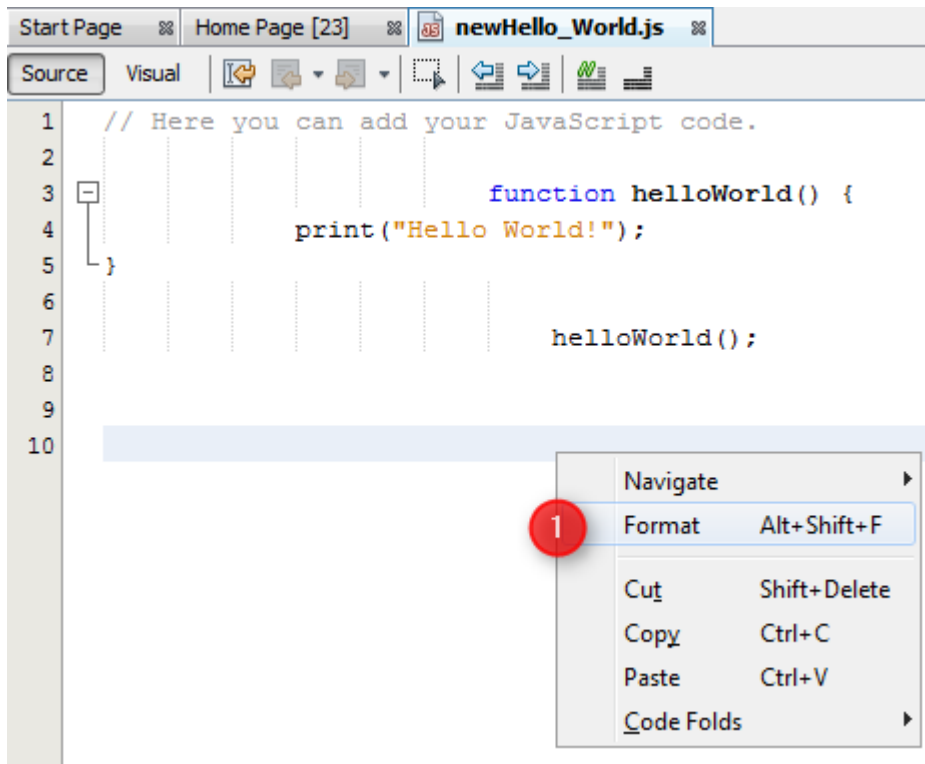 Start Page Home Page [23] newHello_World.js
Source Visual
1 // Here you can add your JavaScript code.
2
3 function helloWorld() {
4 print("Hello World!");
5 }
6
7 helloWorld();
8
9
10
Navigate
1 Format Alt+Shift+F
Cut Shift+Delete
Copy Ctrl+C
Paste Ctrl+V
Code Folds